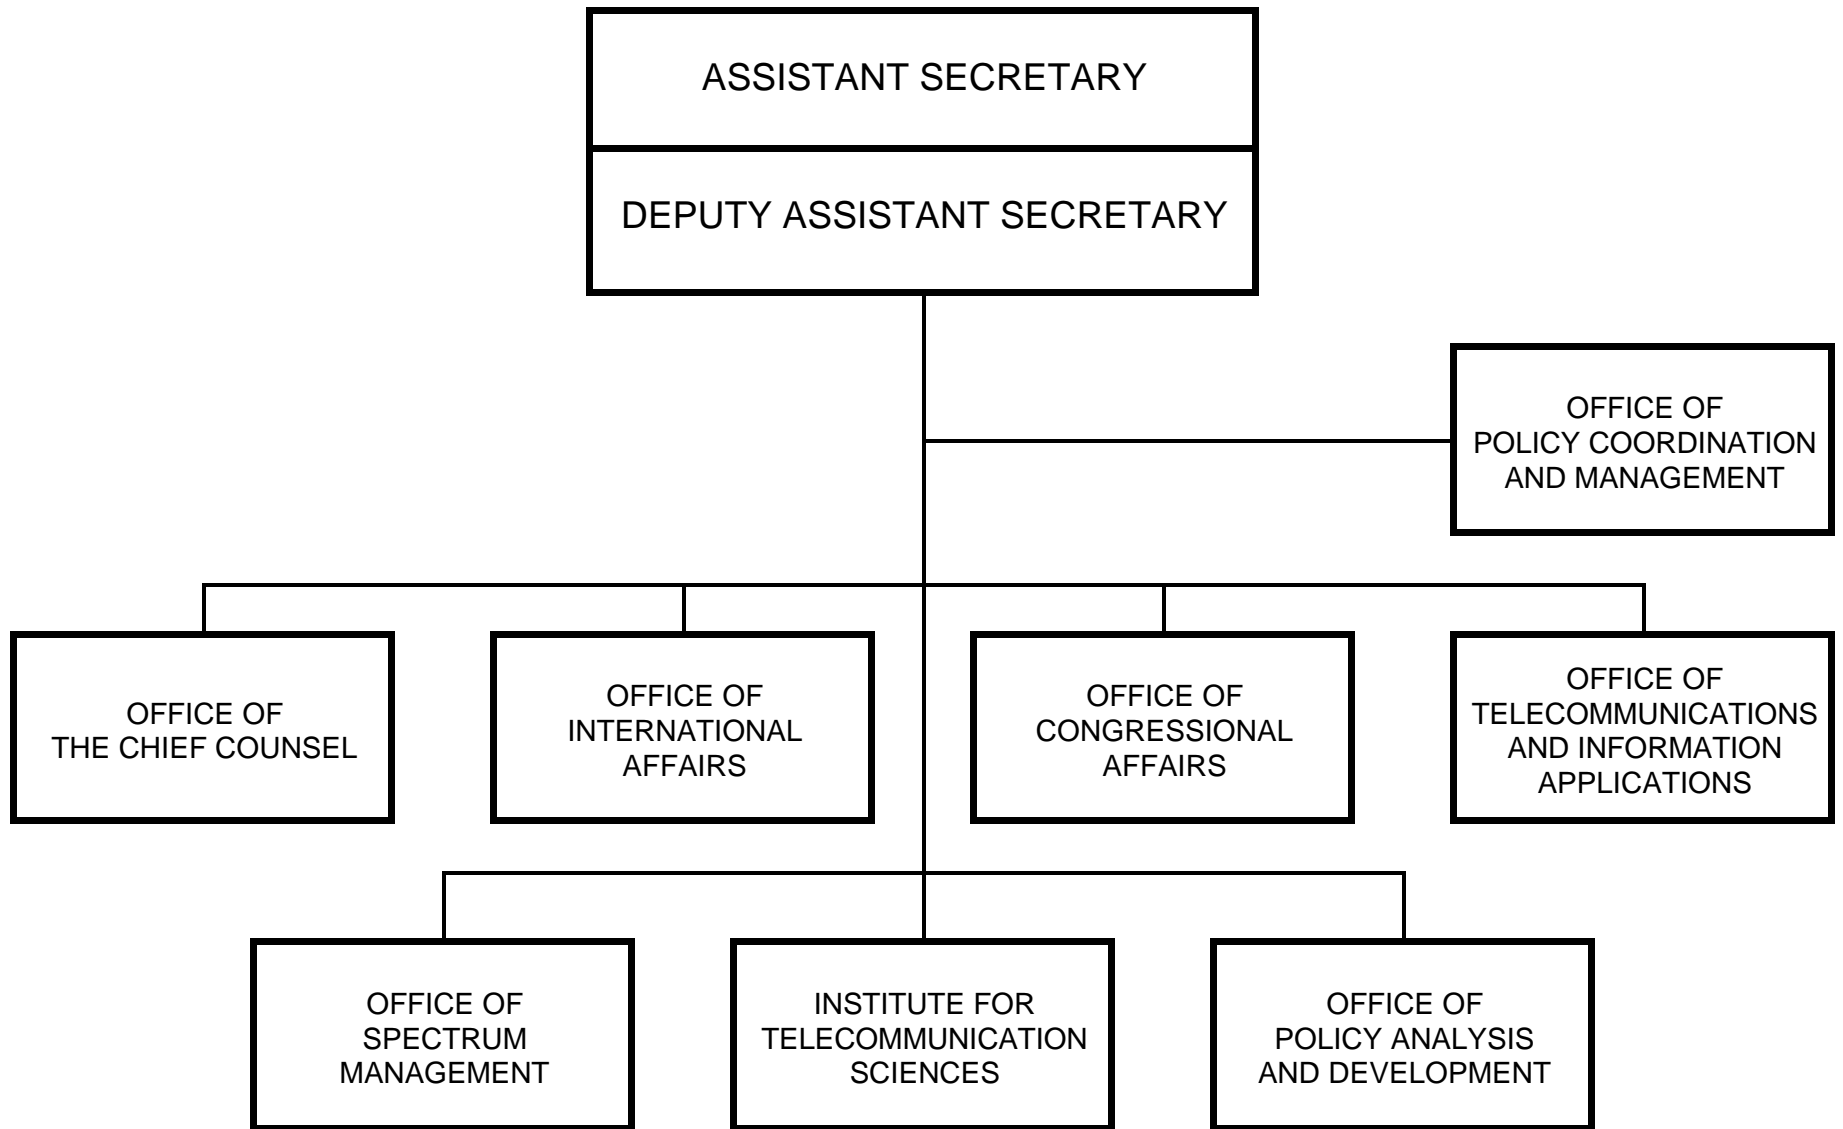 ASSISTANT SECRETARY
DEPUTY ASSISTANT SECRETARY
OFFICE OF
POLICY COORDINATION
AND MANAGEMENT
OFFICE OF
THE CHIEF COUNSEL
OFFICE OF
INTERNATIONAL
AFFAIRS
OFFICE OF
CONGRESSIONAL
AFFAIRS
OFFICE OF
TELECOMMUNICATIONS
AND INFORMATION
APPLICATIONS
OFFICE OF
SPECTRUM
MANAGEMENT
INSTITUTE FOR
TELECOMMUNICATION
SCIENCES
OFFICE OF
POLICY ANALYSIS
AND DEVELOPMENT